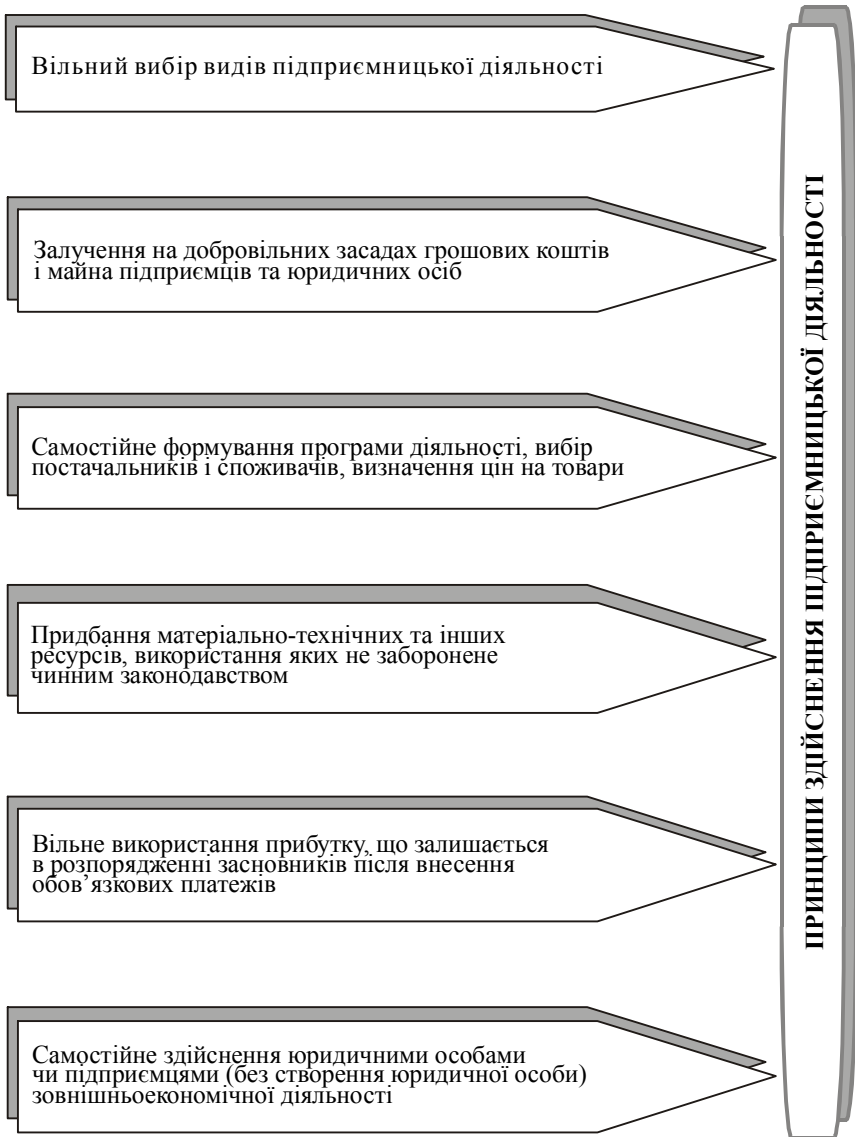 Вільний вибір видів підприємницької діяльності
Залучення на добровільних засадах грошових коштів
і майна підприємців та юридичних осіб
Самостійне формування програми діяльності, вибір
постачальників і споживачів, визначення цін на товари
Придбання матеріально-технічних та інших
ресурсів, використання яких не заборонене
чинним законодавством
Вільне використання прибутку, що залишається
в розпорядженні засновників після внесення
обов’язкових платежів
Самостійне здійснення юридичними особами
чи підприємцями (без створення юридичної особи)
зовнішньоекономічної діяльності
ПРИНЦИПИ ЗДІЙСНЕННЯ ПІДПРИЄМНИЦЬКОЇ ДІЯЛЬНОСТІ